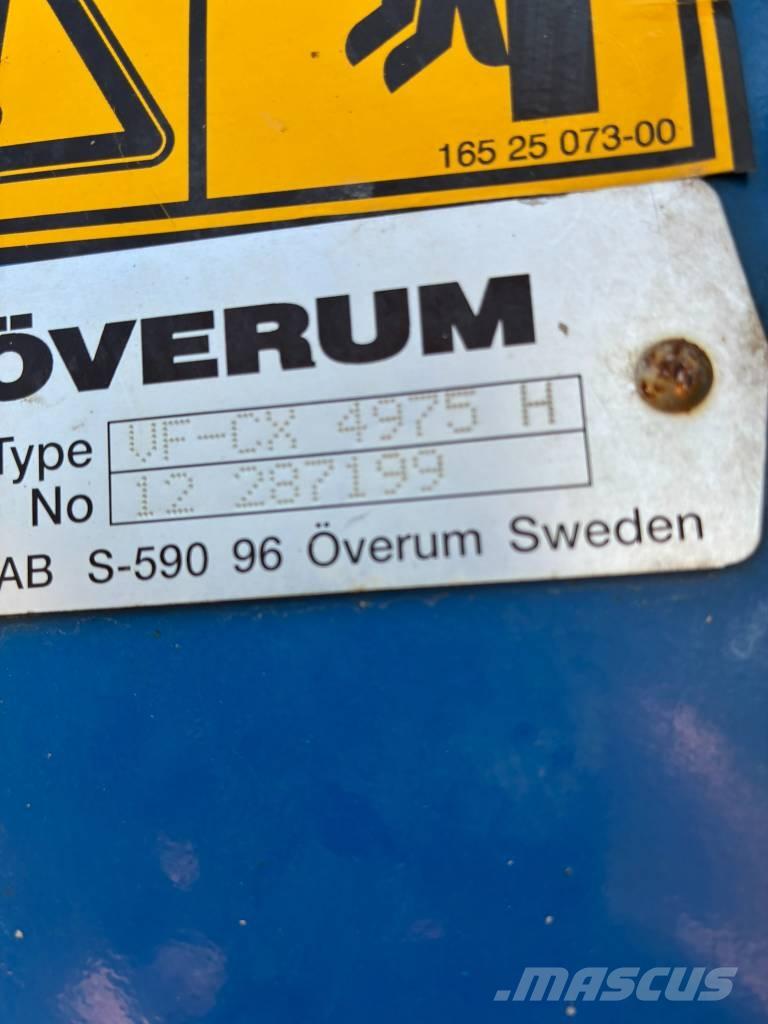 165 25 073-00
ÖVERUM
Type VF-CX 4975 H
No 12 287199
AB S-590 96 Överum Sweden
MASCUS